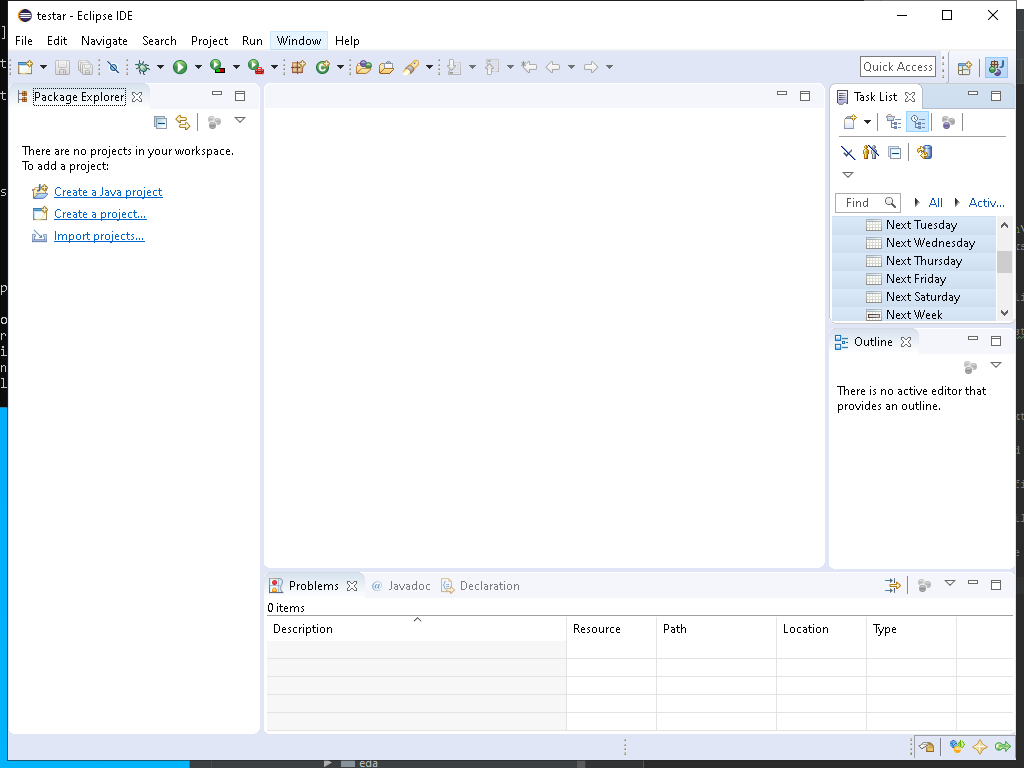 testar - Eclipse IDE
File Edit Navigate Search Project Run Window Help
Quick Access
Package Explorer
There are no projects in your workspace.
To add a project:
Create a Java project
Create a project...
Import projects...
Task List
Find All Activ...
Next Tuesday
Next Wednesday
Next Thursday
Next Friday
Next Saturday
Next Week
Outline
There is no active editor that
provides an outline.
Problems @ Javadoc Declaration
0 items
Description Resource Path Location Type
eda